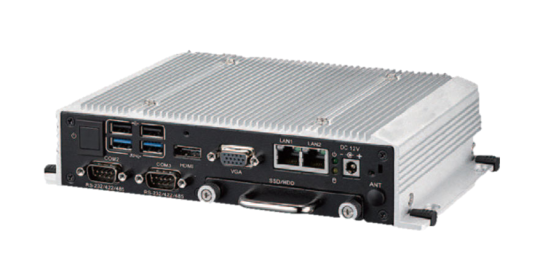 LAN1
LAN2
DC 12V
COM2
COM1
HDMI
VGA
SSD/HDD
ANT
RS-232/422/485
RS-232/422/485